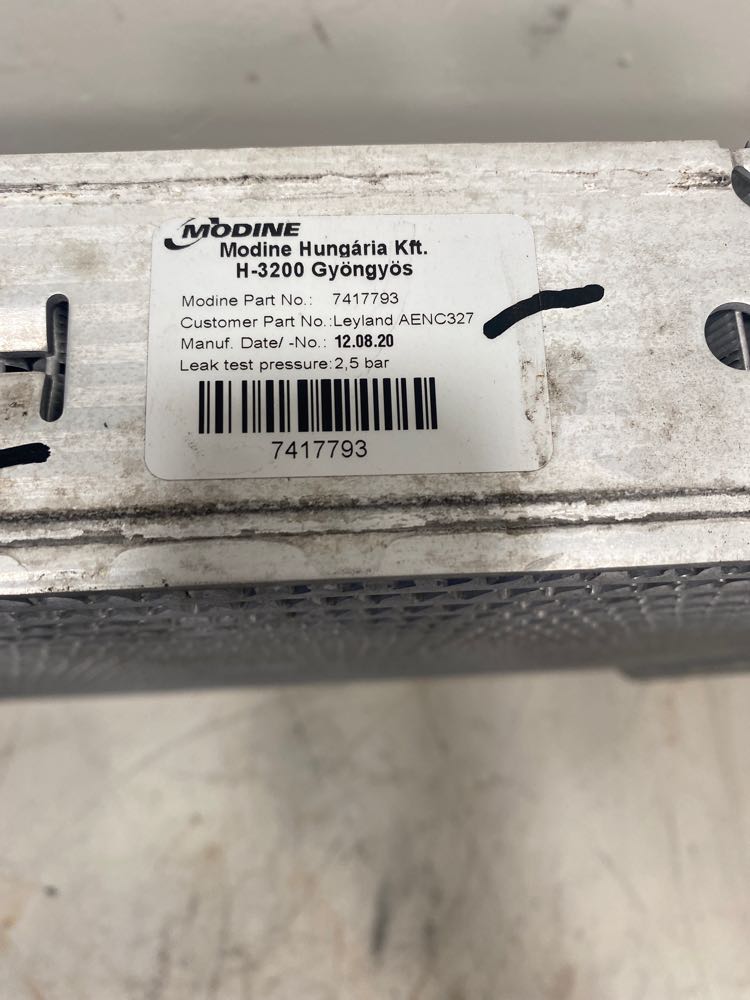 MODINE
Modine Hungária Kft.
H-3200 Gyöngyös
Modine Part No.: 7417793
Customer Part No.:Leyland AENC327
Manuf. Date/ -No.: 12.08.20
Leak test pressure:2,5 bar
7417793